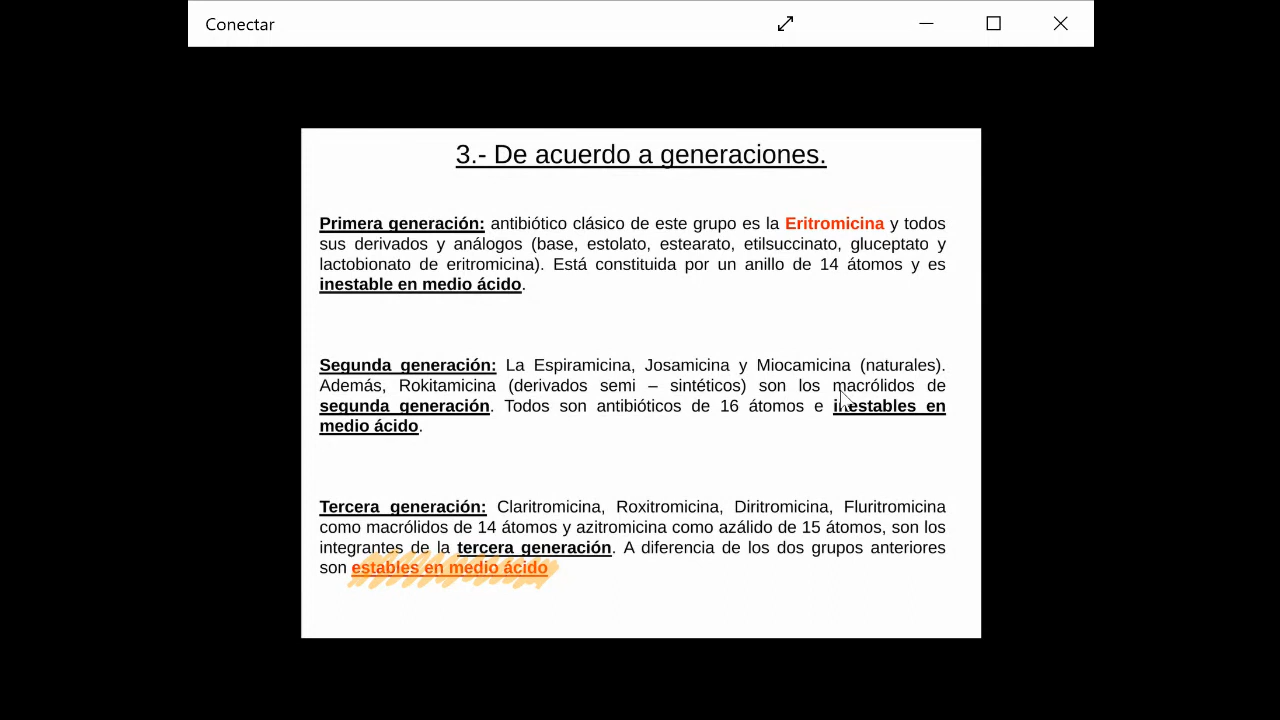 Conectar
3.- De acuerdo a generaciones.
Primera generación: antibiótico clásico de este grupo es la Eritromicina y todos
sus derivados y análogos (base, estolato, estearato, etilsuccinato, gluceptato y
lactobionato de eritromicina). Está constituida por un anillo de 14 átomos y es
inestable en medio ácido.
Segunda generación: La Espiramicina, Josamicina y Miocamicina (naturales).
Además, Rokitamicina (derivados semi – sintéticos) son los macrólidos de
segunda generación. Todos son antibióticos de 16 átomos e inestables en
medio ácido.
Tercera generación: Claritromicina, Roxitromicina, Diritromicina, Fluritromicina
como macrólidos de 14 átomos y azitromicina como azálido de 15 átomos, son los
integrantes de la tercera generación. A diferencia de los dos grupos anteriores
son estables en medio ácido